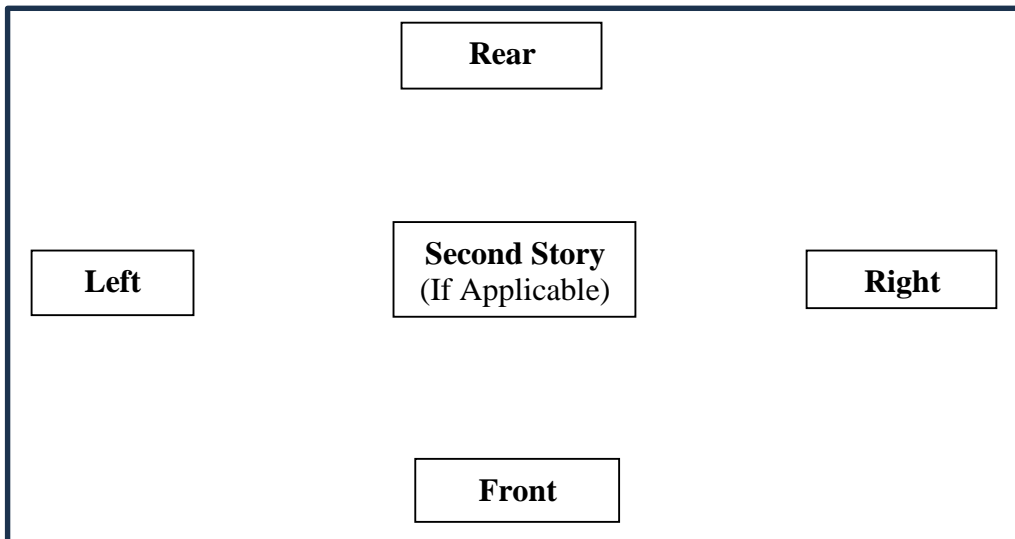 Rear
Second Story
(If Applicable)
Left
Right
Front